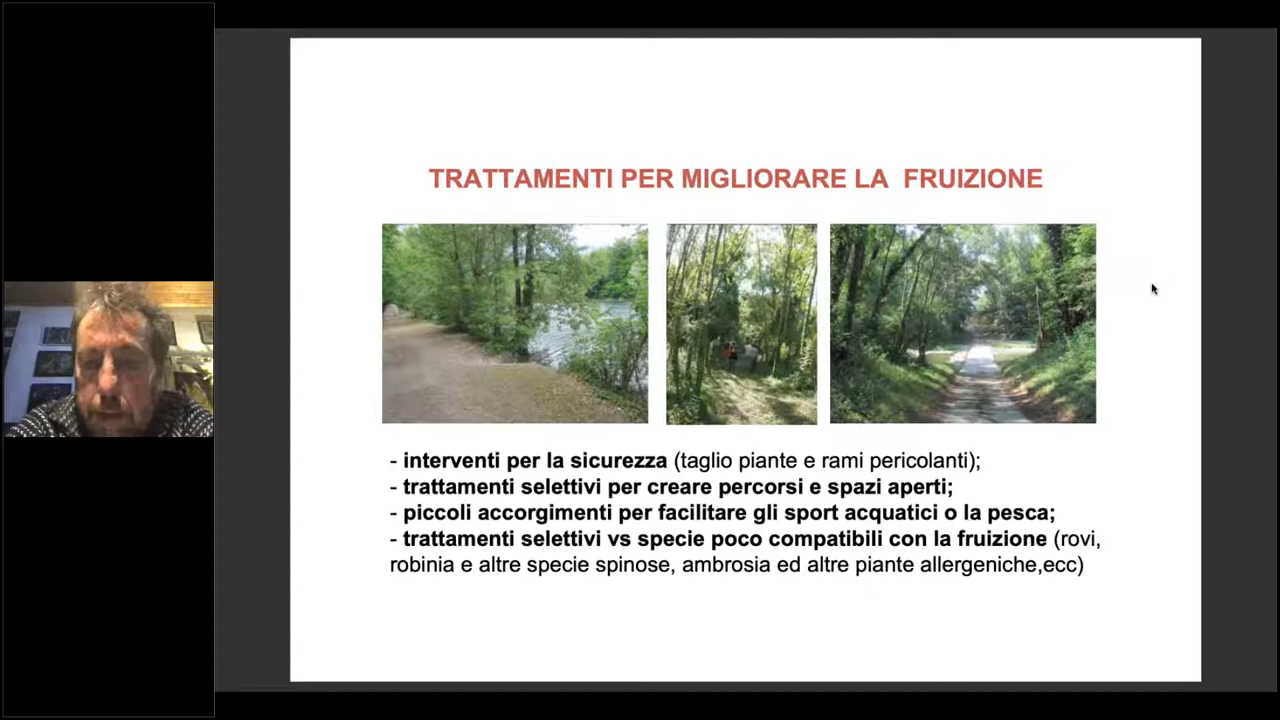 TRATTAMENTI PER MIGLIORARE LA FRUIZIONE
- interventi per la sicurezza (taglio piante e rami pericolanti);
- trattamenti selettivi per creare percorsi e spazi aperti;
- piccoli accorgimenti per facilitare gli sport acquatici o la pesca;
- trattamenti selettivi vs specie poco compatibili con la fruizione (rovi,
robinia e altre specie spinose, ambrosia ed altre piante allergeniche,ecc)